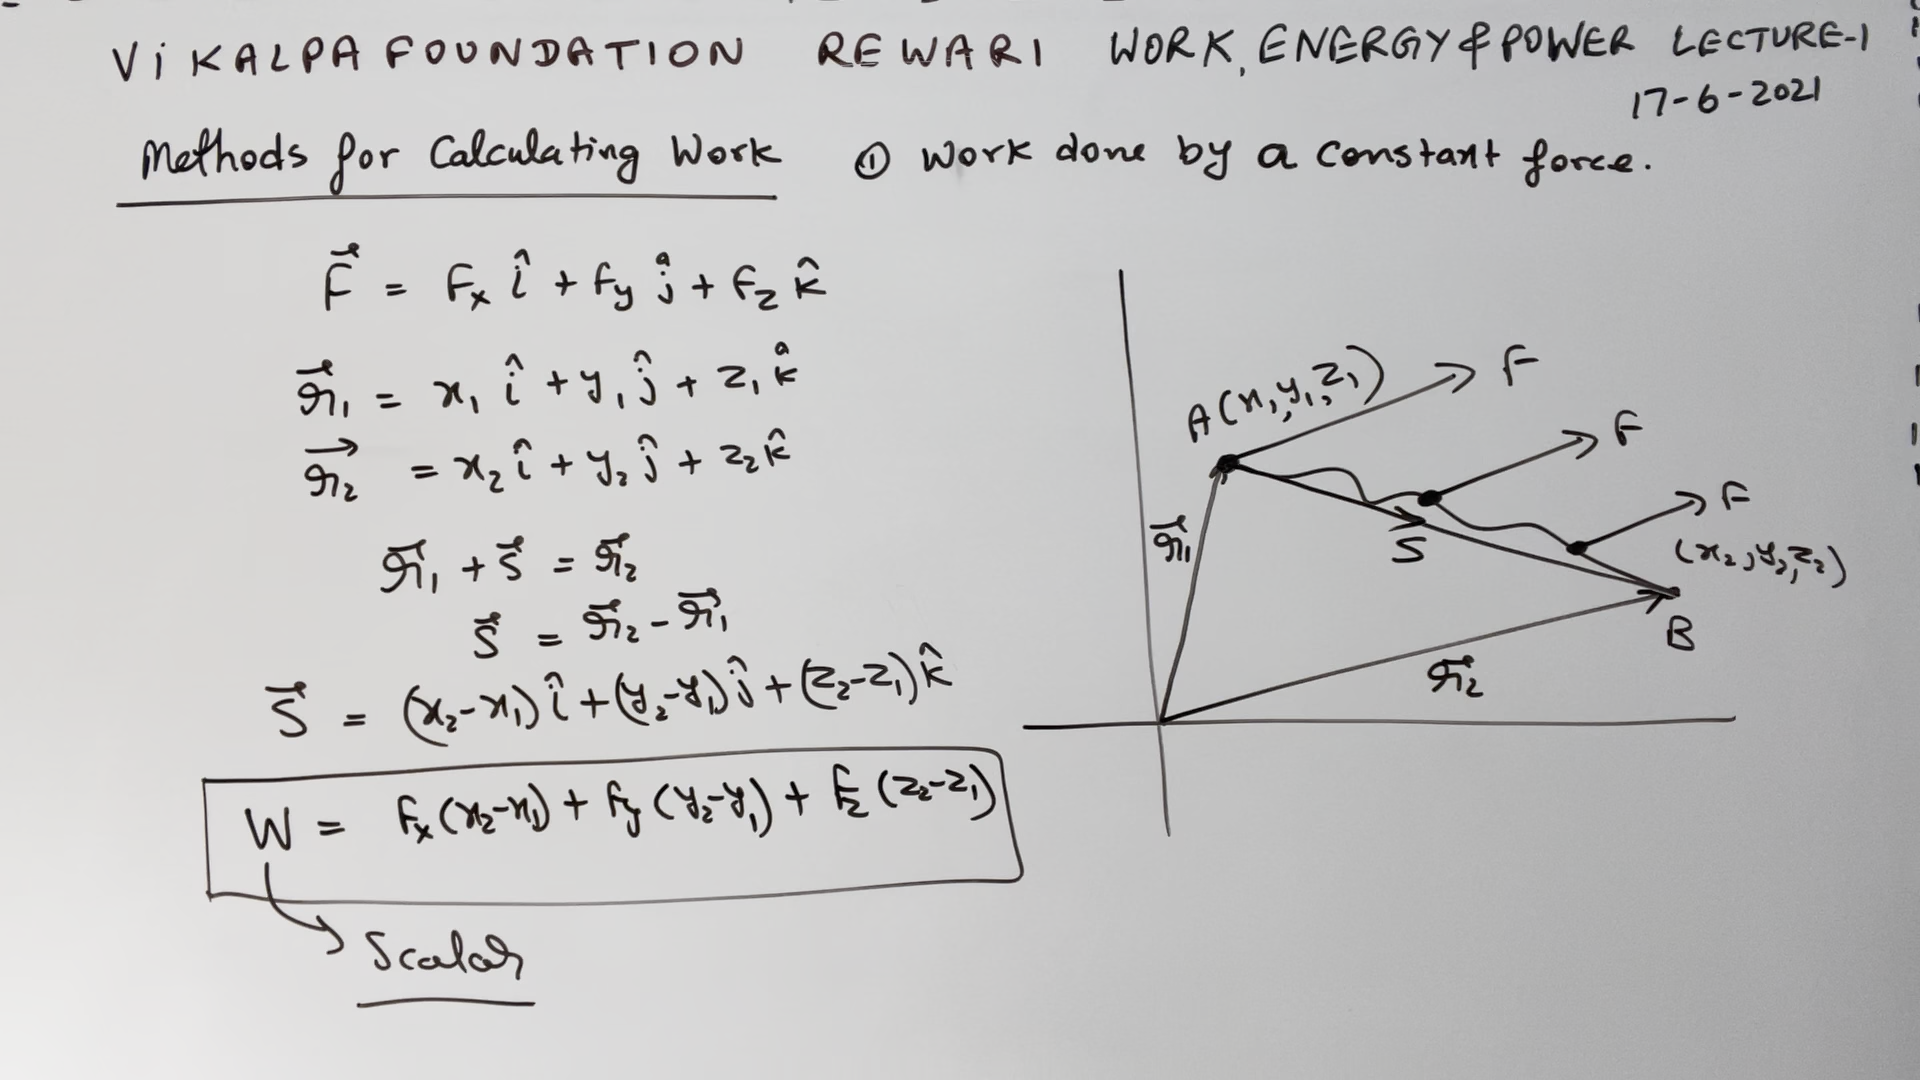 ViKALPA FOUNDATION REWARI WORK, ENERGY & POWER LECTURE-1
17-6-2021
Methods for Calculating Work ① Work done by a constant force.
F⃗ = Fₓ î + Fy ĵ + Fz k̂
r⃗₁ = x₁ î + y₁ ĵ + z₁ k̂
r⃗₂ = x₂ î + y₂ ĵ + z₂ k̂
r⃗₁ + S⃗ = r⃗₂
S⃗ = r⃗₂ - r⃗₁
S⃗ = (x₂-x₁) î + (y₂-y₁) ĵ + (z₂-z₁) k̂
W = Fₓ (x₂-x₁) + Fy (y₂-y₁) + Fz (z₂-z₁)
Scalar
A (x₁, y₁, z₁)
F
F
F
r⃗₁
S
(x₂, y₂, z₂)
B
r⃗₂